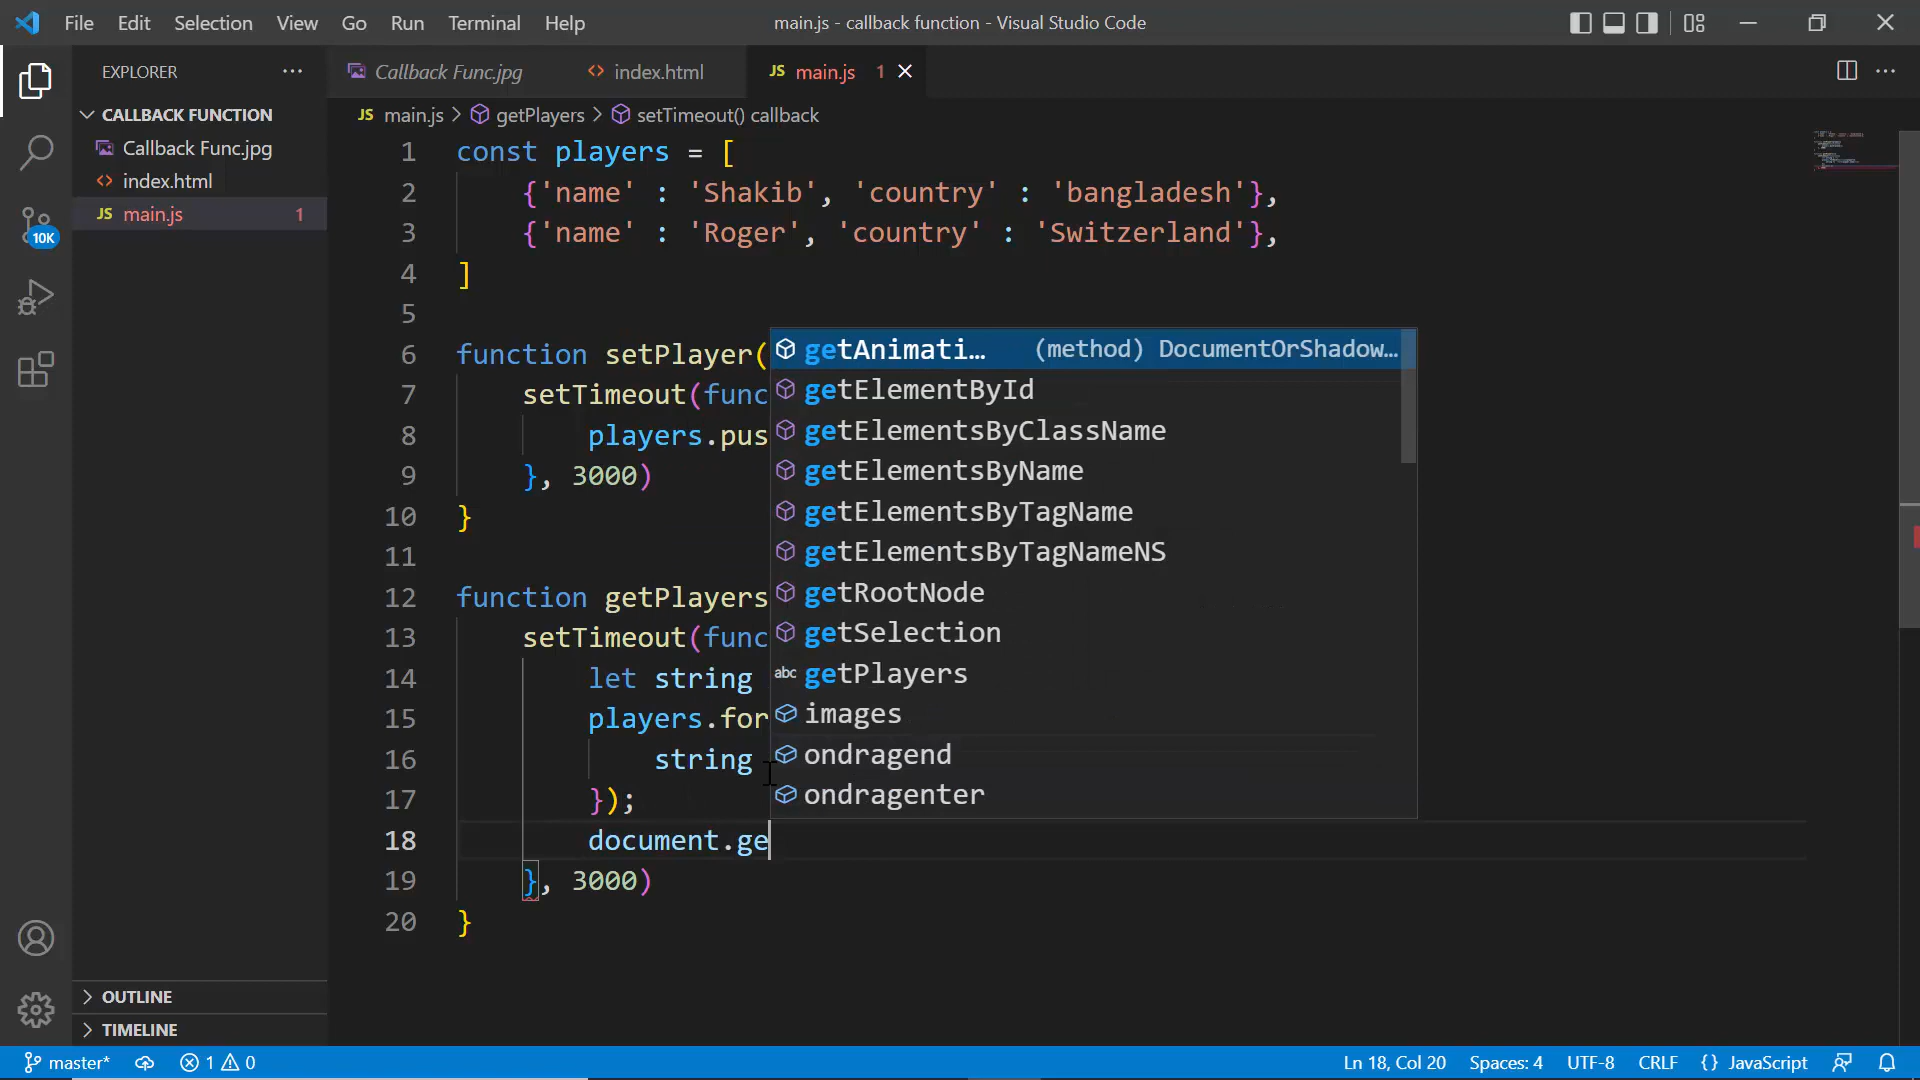 File Edit Selection View Go Run Terminal Help main.js - callback function - Visual Studio Code
EXPLORER
CALLBACK FUNCTION
Callback Func.jpg
index.html
JS main.js 1
10K
OUTLINE
TIMELINE
Callback Func.jpg index.html JS main.js 1
JS main.js getPlayers setTimeout() callback
1 const players = [
2 {'name' : 'Shakib', 'country' : 'bangladesh'},
3 {'name' : 'Roger', 'country' : 'Switzerland'},
4 ]
5
6 function setPlayer(
7 setTimeout(func
8 players.pus
9 }, 3000)
10 }
11
12 function getPlayers
13 setTimeout(func
14 let string
15 players.for
16 string
17 });
18 document.ge
19 }, 3000)
20 }
getAnimati… (method) DocumentOrShadow…
getElementById
getElementsByClassName
getElementsByName
getElementsByTagName
getElementsByTagNameNS
getRootNode
getSelection
abc getPlayers
images
ondragend
ondragenter
master* 1 0 Ln 18, Col 20 Spaces: 4 UTF-8 CRLF {} JavaScript